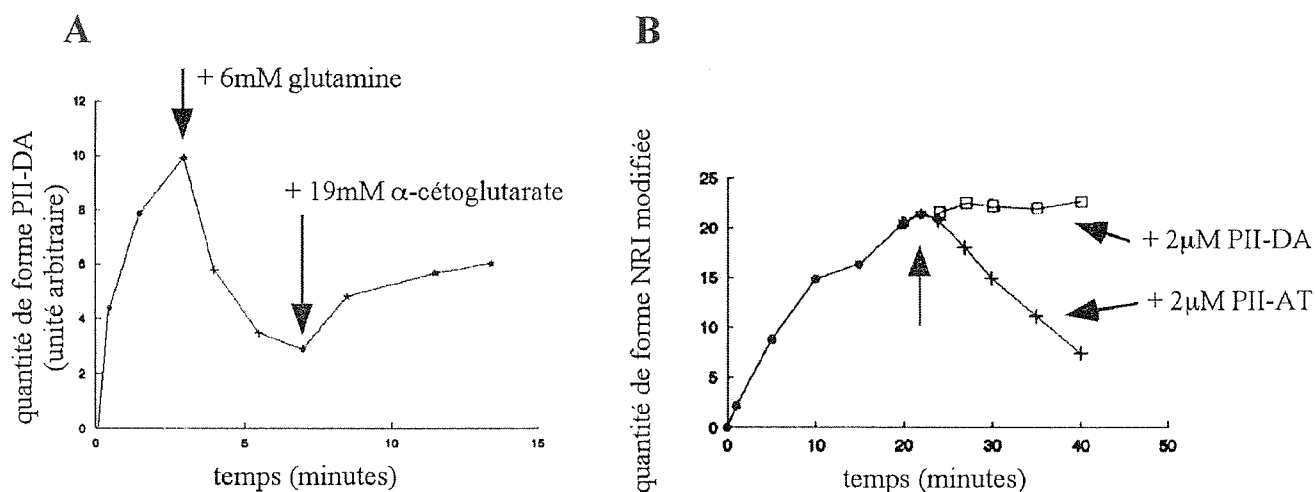 A
+ 6mM glutamine
+ 19mM α-cétoglutarate
quantité de forme PII-DA
(unité arbitraire)
12
10
8
6
4
2
0
0
5
10
15
temps (minutes)
B
quantité de forme NRI modifiée
25
20
15
10
5
0
+ 2μM PII-DA
+ 2μM PII-AT
0
10
20
30
40
50
temps (minutes)